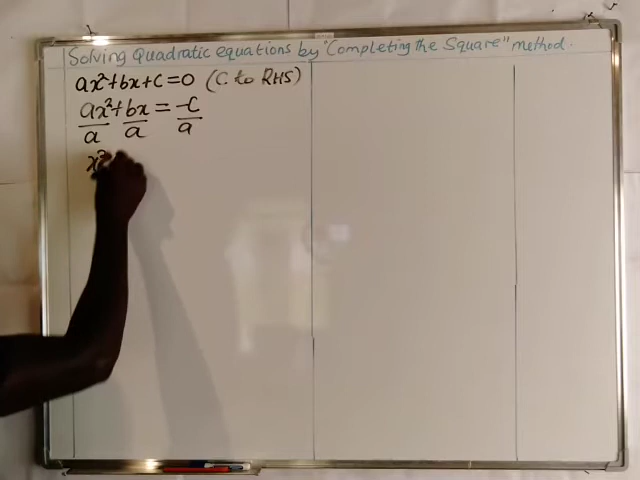 Solving Quadratic equations by "Completing the Square" method.
ax²+bx+c=0 (C to RHS)
ax²+bx = -c
a a a
x²